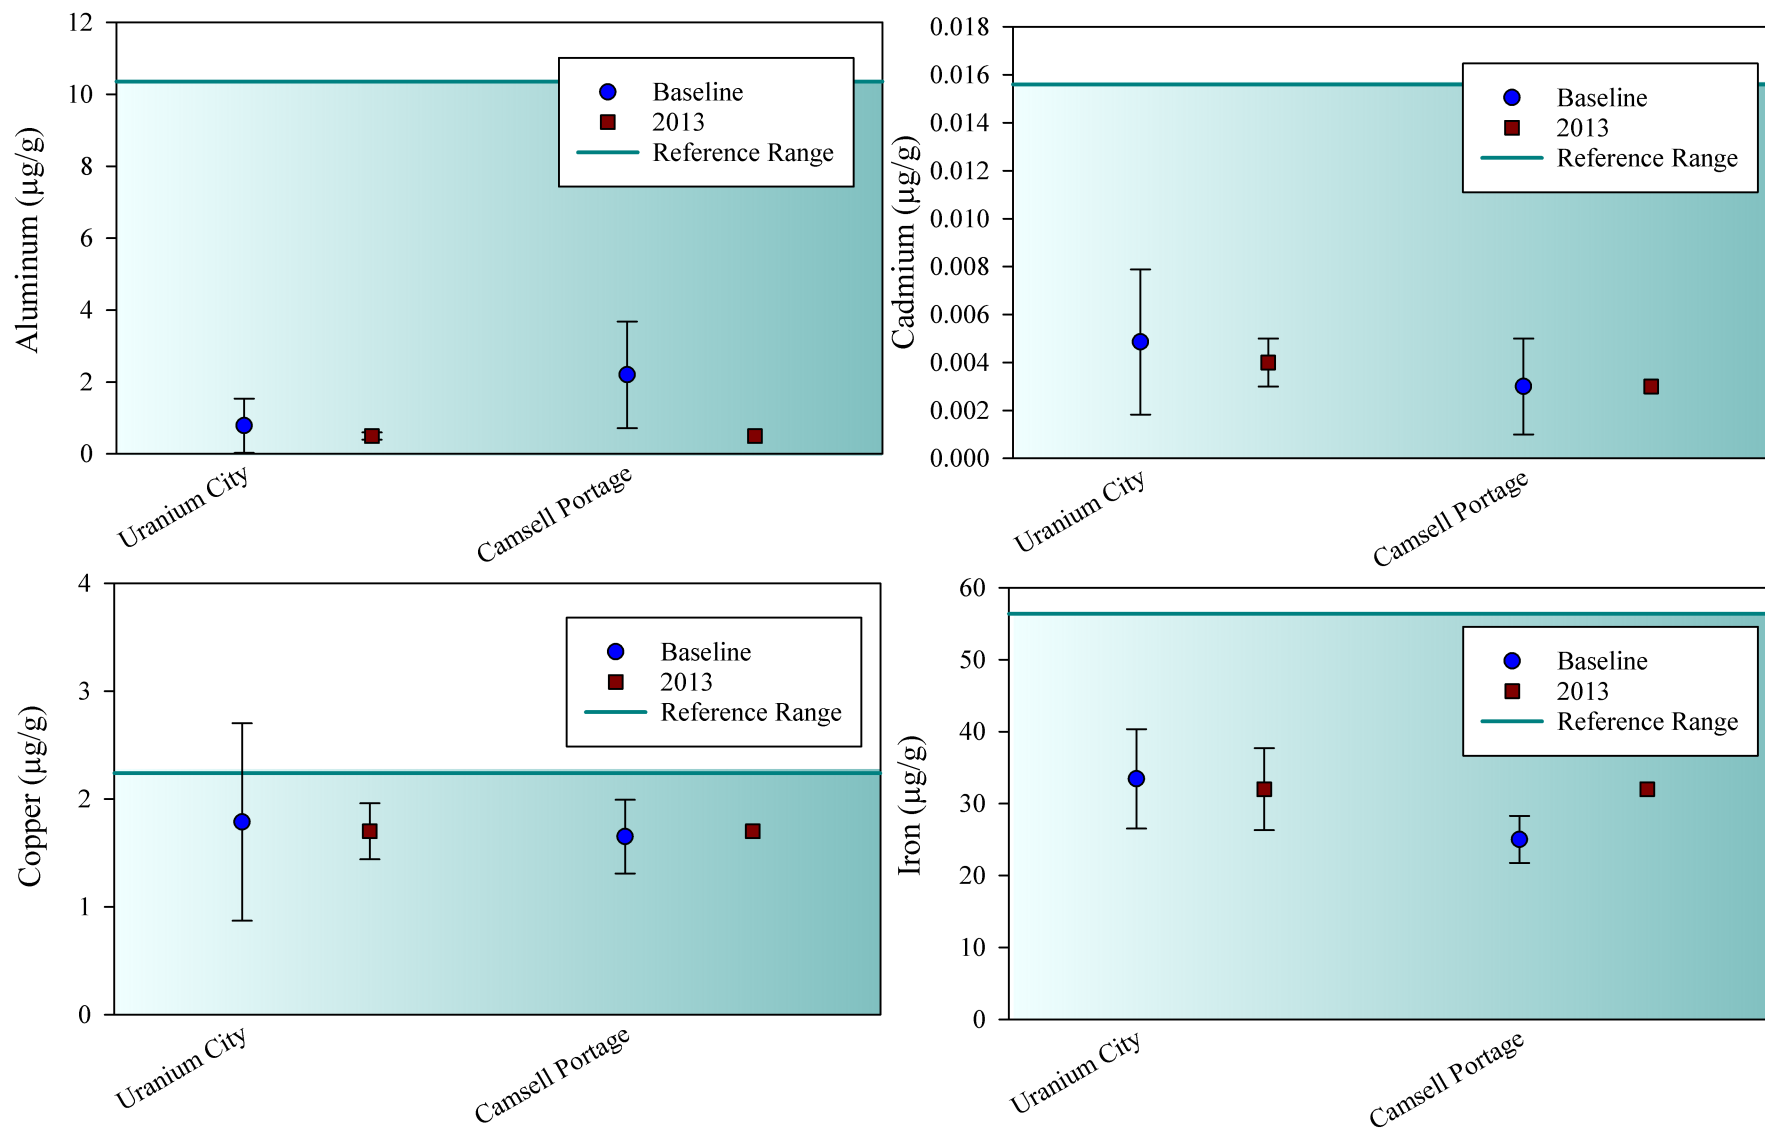 12
10
8
6
4
2
0
Aluminum (µg/g)
Baseline
2013
Reference Range
Uranium City
Camsell Portage
0.018
0.016
0.014
0.012
0.010
0.008
0.006
0.004
0.002
0.000
Cadmium (µg/g)
Baseline
2013
Reference Range
Uranium City
Camsell Portage
4
3
2
1
0
Copper (µg/g)
Baseline
2013
Reference Range
Uranium City
Camsell Portage
60
50
40
30
20
10
0
Iron (µg/g)
Baseline
2013
Reference Range
Uranium City
Camsell Portage